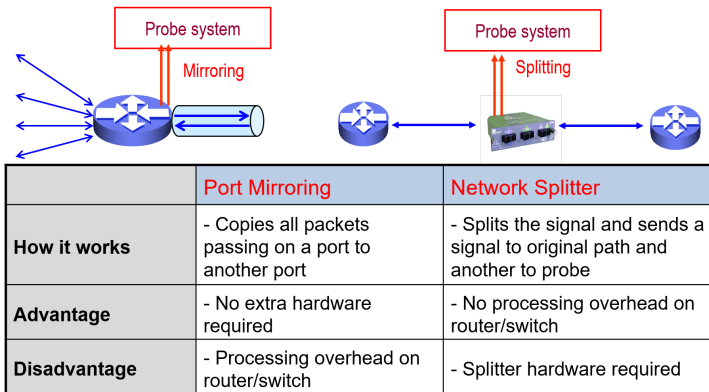 Probe system
Probe system
Mirroring
Splitting
Port Mirroring
Network Splitter
How it works
- Copies all packets
passing on a port to
another port
- Splits the signal and sends a
signal to original path and
another to probe
Advantage
- No extra hardware
required
- No processing overhead on
router/switch
Disadvantage
- Processing overhead on
router/switch
- Splitter hardware required